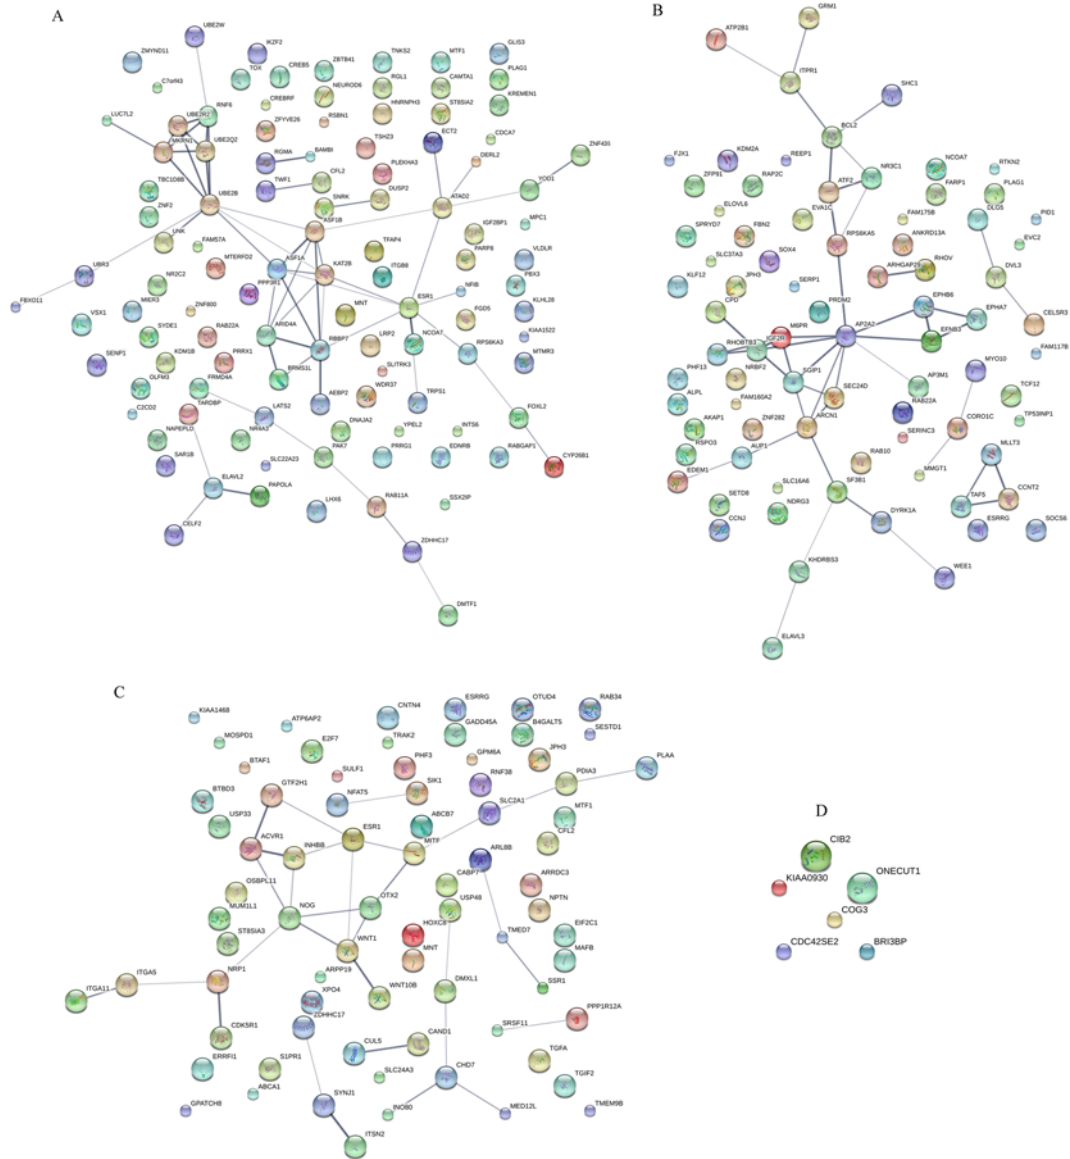 A
UBE2W
ZMYND11
IKZF2
C7orf43
TOX
CREB5
ZBTB41
TNKS2
MTF1
GLIS3
CREBRF
NEUROD6
RGL1
CAMTA1
PLAG1
LUC7L2
RNF6
UBE2R2
ZFYVE26
RSBN1
HNRNPH3
ST8SIA2
KREMEN1
MKRN1
UBE2Q2
TSHZ3
ECT2
CDCA7
ZNF430
RGMA
BAMBI
PLEKHA3
DERL2
TBC1D8B
TWF1
CFL2
DUSP2
YOD1
UBE2B
SNRK
ATAD2
ZNF2
ASF1B
IGF2BP1
MPC1
UNK
FAM57A
TFAP4
PARP8
VLDLR
UBR3
MTERFD2
ASF1A
KAT2B
ITGB8
NFIB
PBX3
FBXO11
NR2C2
PPP3R1
MIER3
ZNF800
MNT
ESR1
FGD5
KLHL28
VSX1
SYDE1
RAB22A
ARID4A
RBBP7
LRP2
NCOA7
KIAA1522
SENP1
KDM1B
PRRX1
SLITRK3
RPS6KA3
MTMR3
OLFM3
FRMD4A
BRMS1L
AEBP2
WDR37
TRPS1
C2CD2
TARDBP
LATS2
FOXL2
NAPEPLD
NR4A3
DNAJA2
YPEL2
INTS6
SAR1B
SLC22A23
PAK7
PRRG1
EDNRB
RABGAP1
CYP26B1
ELAVL2
PAPOLA
LHX6
RAB11A
SSX2IP
CELF2
ZDHHC17
DMTF1
B
GRM1
ATP2B1
ITPR1
SHC1
BCL2
FJX1
KDM2A
REEP1
NR3C1
NCOA7
RTKN2
ZFP91
RAP2C
ATF2
FARP1
PLAG1
ELOVL6
EVA1C
FAM175B
DLG5
PID1
SPRYD7
FBN2
RPS6KA5
ANKRD13A
EVC2
SLC37A3
SOX4
ARHGAP29
RHOV
DVL3
KLF12
JPH3
SERP1
CPD
PRDM2
EPHB6
EPHA7
M6PR
AP2A2
EFNB3
CELSR3
RHOBTB3
IGF2R
FAM117B
PHF13
NRBF2
SGIP1
AP3M1
MYO10
ALPL
FAM160A2
SEC24D
RAB22A
TCF12
AKAP1
ZNF282
ARCN1
SERINC3
CORO1C
TP53INP1
RSPO3
AUP1
RAB10
MLLT3
EDEM1
MMGT1
SLC16A6
SF3B1
SETD8
NDRG3
TAF5
CCNT2
CCNJ
DYRK1A
ESRRG
SOCS6
KHDRBS3
WEE1
ELAVL3
C
KIAA1468
CNTN4
ESRRG
OTUD4
RAB34
ATP6AP2
GADD45A
B4GALT5
SESTD1
MOSPD1
E2F7
TRAK2
BTAF1
SULF1
PHF3
GPM6A
JPH3
PLAA
GTF2H1
RNF38
PDIA3
BTBD3
NFAT5
SIK1
SLC2A1
USP33
ABCB7
MTF1
ACVR1
ESR1
INHBB
MITF
CFL2
ARL8B
OSBPL11
CABP7
ARRDC3
OTX2
USP48
MUM1L1
NOG
NPTN
HOXC8
TMED7
EIF2C1
ST8SIA3
WNT1
MNT
MAFB
ITGA5
NRP1
ARPP19
SSR1
ITGA11
WNT10B
DMXL1
XPO4
ZDHHC17
PPP1R12A
CDK5R1
SRSF11
CUL5
CAND1
ERRFI1
S1PR1
TGFA
SLC24A3
CHD7
ABCA1
TGIF2
GPATCH8
SYNJ1
INO80
MED12L
TMEM9B
ITSN2
D
CIB2
KIAA0930
ONECUT1
COG3
CDC42SE2
BRI3BP